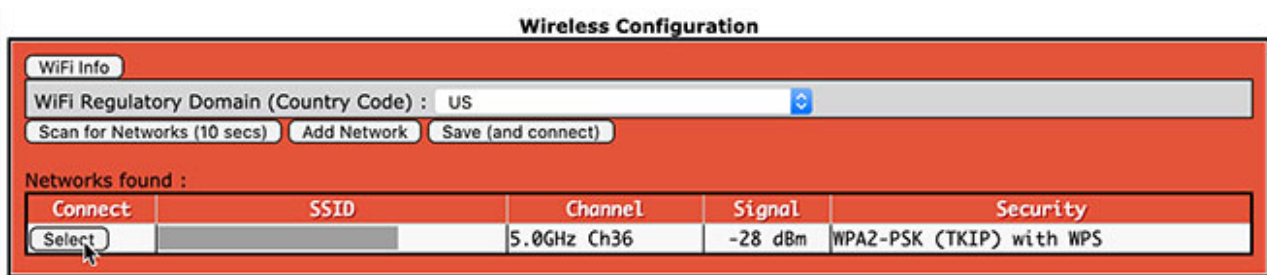 Wireless Configuration
WiFi Info
WiFi Regulatory Domain (Country Code) : US
Scan for Networks (10 secs) Add Network Save (and connect)
Networks found :
Connect SSID Channel Signal Security
Select 5.0GHz Ch36 -28 dBm WPA2-PSK (TKIP) with WPS